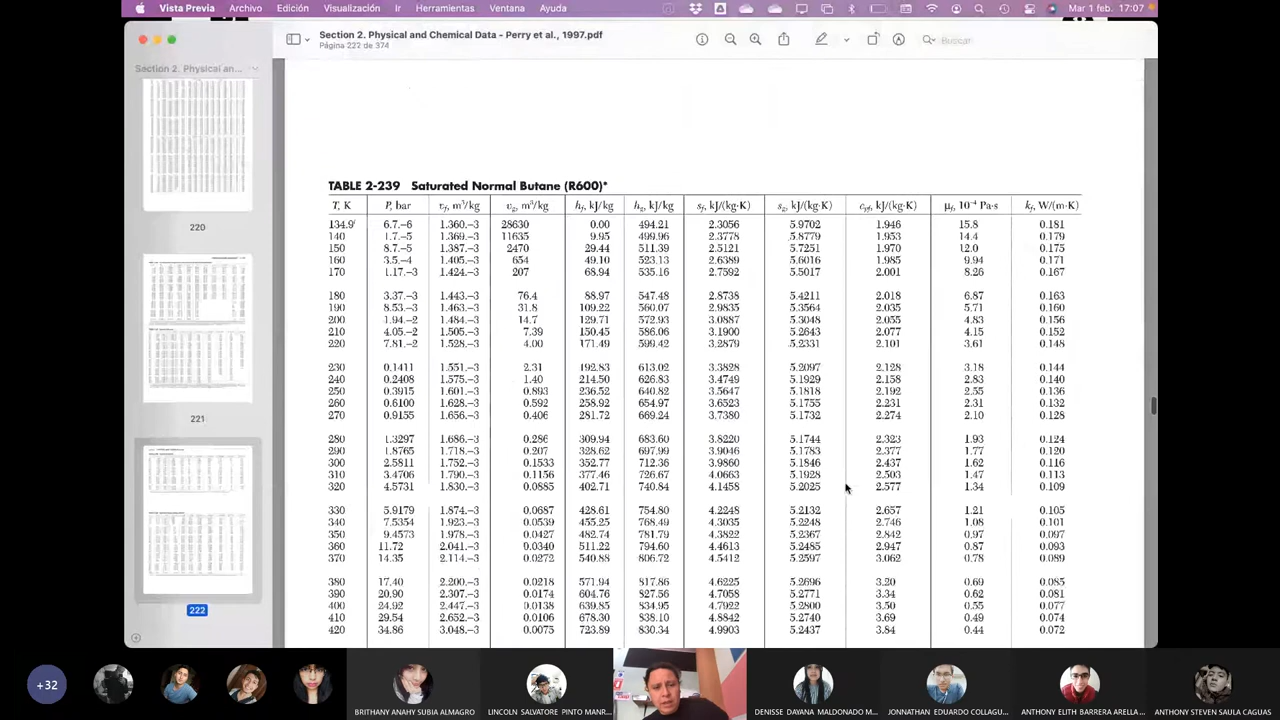 Vista Previa Archivo Edición Visualización Ir Herramientas Ventana Ayuda Mar 1 feb. 17:07
Section 2. Physical and Chemical Data - Perry et al., 1997.pdf
Página 222 de 374
Buscar
Section 2. Physical an...
220
221
222
TABLE 2-239 Saturated Normal Butane (R600)*
T, K P, bar v_f, m³/kg v_g, m³/kg h_f, kJ/kg h_g, kJ/kg s_f, kJ/(kg·K) s_g, kJ/(kg·K) c_pf, kJ/(kg·K) μ_f, 10⁻⁴ Pa·s k_f, W/(m·K)
134.9ᵗ 6.7.−6 1.360.−3 28630 0.00 494.21 2.3056 5.9702 1.946 15.8 0.181
140 1.7.−5 1.369.−3 11635 9.95 499.96 2.3778 5.8779 1.953 14.4 0.179
150 8.7.−5 1.387.−3 2470 29.44 511.39 2.5121 5.7251 1.970 12.0 0.175
160 3.5.−4 1.405.−3 654 49.10 523.13 2.6389 5.6016 1.985 9.94 0.171
170 1.17.−3 1.424.−3 207 68.94 535.16 2.7592 5.5017 2.001 8.26 0.167
180 3.37.−3 1.443.−3 76.4 88.97 547.48 2.8738 5.4211 2.018 6.87 0.163
190 8.53.−3 1.463.−3 31.8 109.22 560.07 2.9835 5.3564 2.035 5.71 0.160
200 1.94.−2 1.484.−3 14.7 129.71 572.93 3.0887 5.3048 2.055 4.83 0.156
210 4.05.−2 1.505.−3 7.39 150.45 586.06 3.1900 5.2643 2.077 4.15 0.152
220 7.81.−2 1.528.−3 4.00 171.49 599.42 3.2879 5.2331 2.101 3.61 0.148
230 0.1411 1.551.−3 2.31 192.83 613.02 3.3828 5.2097 2.128 3.18 0.144
240 0.2408 1.575.−3 1.40 214.50 626.83 3.4749 5.1929 2.158 2.83 0.140
250 0.3915 1.601.−3 0.893 236.52 640.82 3.5647 5.1818 2.192 2.55 0.136
260 0.6100 1.628.−3 0.592 258.92 654.97 3.6523 5.1755 2.231 2.31 0.132
270 0.9155 1.656.−3 0.406 281.72 669.24 3.7380 5.1732 2.274 2.10 0.128
280 1.3297 1.686.−3 0.286 309.94 683.60 3.8220 5.1744 2.323 1.93 0.124
290 1.8765 1.718.−3 0.207 328.62 697.99 3.9046 5.1783 2.377 1.77 0.120
300 2.5811 1.752.−3 0.1533 352.77 712.36 3.9860 5.1846 2.437 1.62 0.116
310 3.4706 1.790.−3 0.1156 377.46 726.67 4.0663 5.1928 2.503 1.47 0.113
320 4.5731 1.830.−3 0.0885 402.71 740.84 4.1458 5.2025 2.577 1.34 0.109
330 5.9179 1.874.−3 0.0687 428.61 754.80 4.2248 5.2132 2.657 1.21 0.105
340 7.5354 1.923.−3 0.0539 455.25 768.49 4.3035 5.2248 2.746 1.08 0.101
350 9.4573 1.978.−3 0.0427 482.74 781.79 4.3822 5.2367 2.842 0.97 0.097
360 11.72 2.041.−3 0.0340 511.22 794.60 4.4613 5.2485 2.947 0.87 0.093
370 14.35 2.114.−3 0.0272 540.88 806.72 4.5412 5.2597 3.062 0.78 0.089
380 17.40 2.200.−3 0.0218 571.94 817.86 4.6225 5.2696 3.20 0.69 0.085
390 20.90 2.307.−3 0.0174 604.76 827.56 4.7058 5.2771 3.34 0.62 0.081
400 24.92 2.447.−3 0.0138 639.85 834.95 4.7922 5.2800 3.50 0.55 0.077
410 29.54 2.652.−3 0.0106 678.30 838.10 4.8842 5.2740 3.69 0.49 0.074
420 34.86 3.048.−3 0.0075 723.89 830.34 4.9903 5.2437 3.84 0.44 0.072
+32
BRITHANY ANAHY SUBIA ALMAGRO
LINCOLN SALVATORE PINTO MANR...
DENISSE DAYANA MALDONADO M...
JONNATHAN EDUARDO COLLAGU...
ANTHONY ELITH BARRERA ARELLA...
ANTHONY STEVEN SAULA CAGUAS